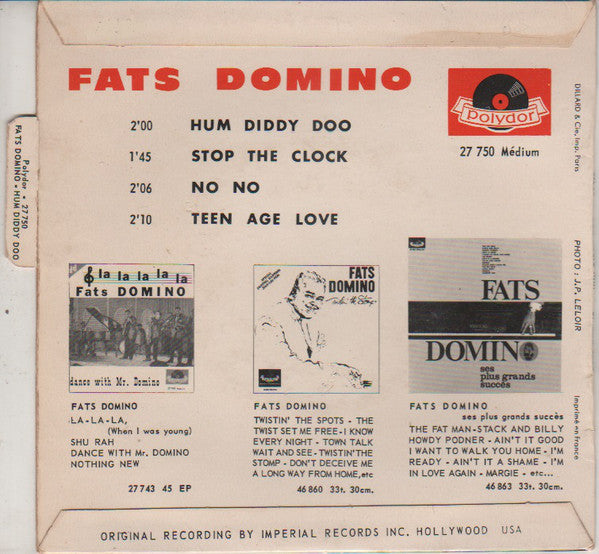 FATS DOMINO
polydor
27 750 Médium
2'00 HUM DIDDY DOO
1'45 STOP THE CLOCK
2'06 NO NO
2'10 TEEN AGE LOVE
Polydor • 27750
FATS DOMINO - HUM DIDDY DOO
DILLARD & Cie, Imp. Paris
PHOTO : J.P. LELOIR
Imprimé en france
la la la la la
Fats DOMINO
dance with Mr. Domino
FATS
DOMINO
Twistin' the Stomp
FATS
DOMINO
ses
plus grands
succès
FATS DOMINO
LA-LA-LA,
(When I was young)
SHU RAH
DANCE WITH Mr. DOMINO
NOTHING NEW
27743 45 EP
FATS DOMINO
TWISTIN' THE SPOTS - THE
TWIST SET ME FREE - I KNOW
EVERY NIGHT - TOWN TALK
WAIT AND SEE - TWISTIN' THE
STOMP - DON'T DECEIVE ME
A LONG WAY FROM HOME, etc
46 860 33t. 30cm.
FATS DOMINO
ses plus grands succès
THE FAT MAN - STACK AND BILLY
HOWDY PODNER - AIN'T IT GOOD
I WANT TO WALK YOU HOME - I'M
READY - AIN'T IT A SHAME - I'M
IN LOVE AGAIN - MARGIE - etc...
46 863 33t. 30cm.
ORIGINAL RECORDING BY IMPERIAL RECORDS INC. HOLLYWOOD USA